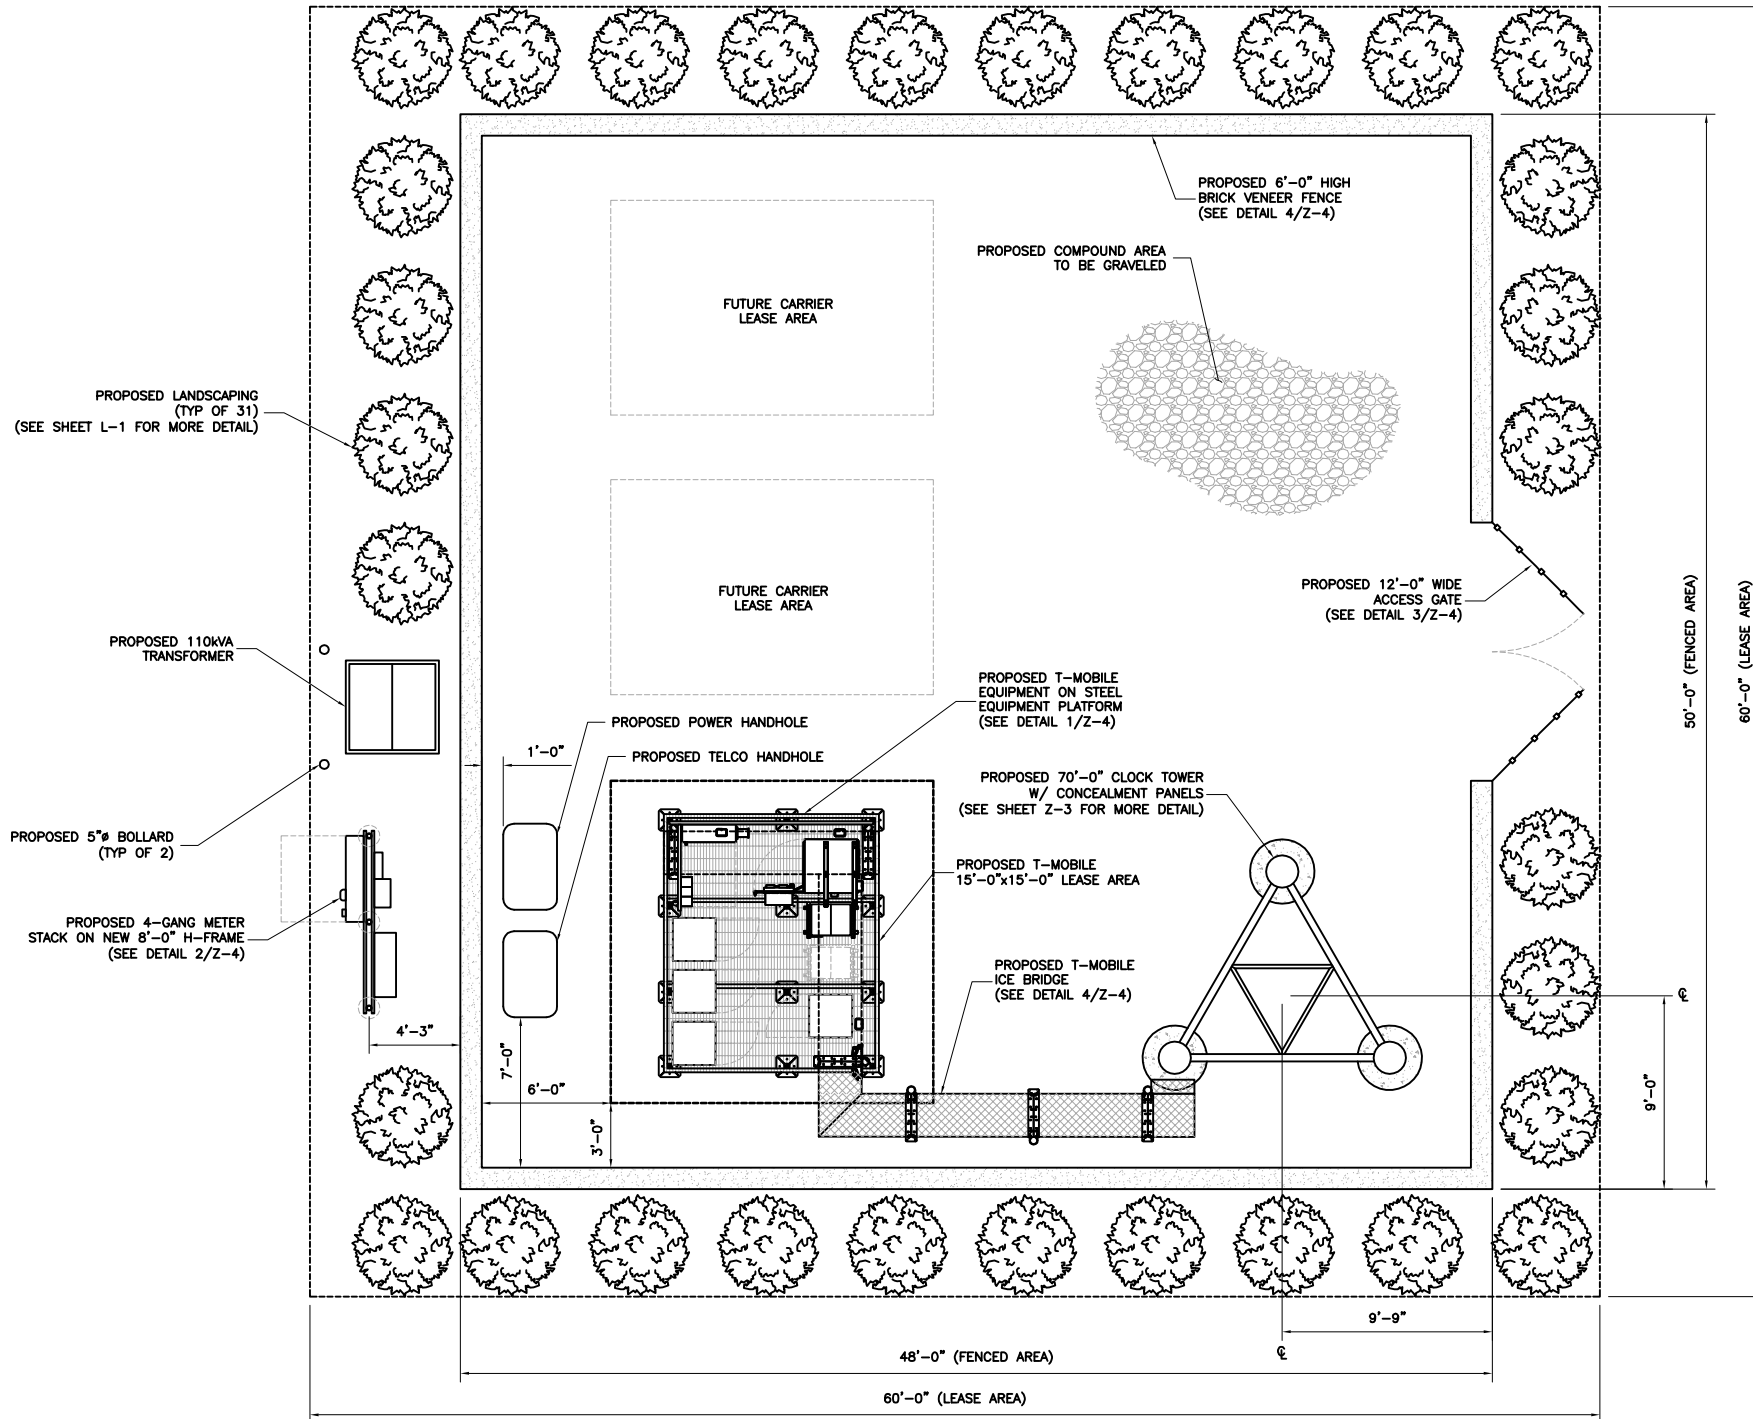 PROPOSED 6'-0" HIGH
BRICK VENEER FENCE
(SEE DETAIL 4/Z-4)
PROPOSED COMPOUND AREA
TO BE GRAVELED
FUTURE CARRIER
LEASE AREA
PROPOSED LANDSCAPING
(TYP OF 31)
(SEE SHEET L-1 FOR MORE DETAIL)
FUTURE CARRIER
LEASE AREA
PROPOSED 12'-0" WIDE
ACCESS GATE
(SEE DETAIL 3/Z-4)
50'-0" (FENCED AREA)
60'-0" (LEASE AREA)
PROPOSED 110kVA
TRANSFORMER
PROPOSED T-MOBILE
EQUIPMENT ON STEEL
EQUIPMENT PLATFORM
(SEE DETAIL 1/Z-4)
PROPOSED POWER HANDHOLE
1'-0"
PROPOSED TELCO HANDHOLE
PROPOSED 70'-0" CLOCK TOWER
W/ CONCEALMENT PANELS
(SEE SHEET Z-3 FOR MORE DETAIL)
PROPOSED 5"ø BOLLARD
(TYP OF 2)
PROPOSED T-MOBILE
15'-0"x15'-0" LEASE AREA
PROPOSED 4-GANG METER
STACK ON NEW 8'-0" H-FRAME
(SEE DETAIL 2/Z-4)
PROPOSED T-MOBILE
ICE BRIDGE
(SEE DETAIL 4/Z-4)
℄
4'-3"
7'-0"
6'-0"
3'-0"
9'-0"
9'-9"
℄
48'-0" (FENCED AREA)
60'-0" (LEASE AREA)